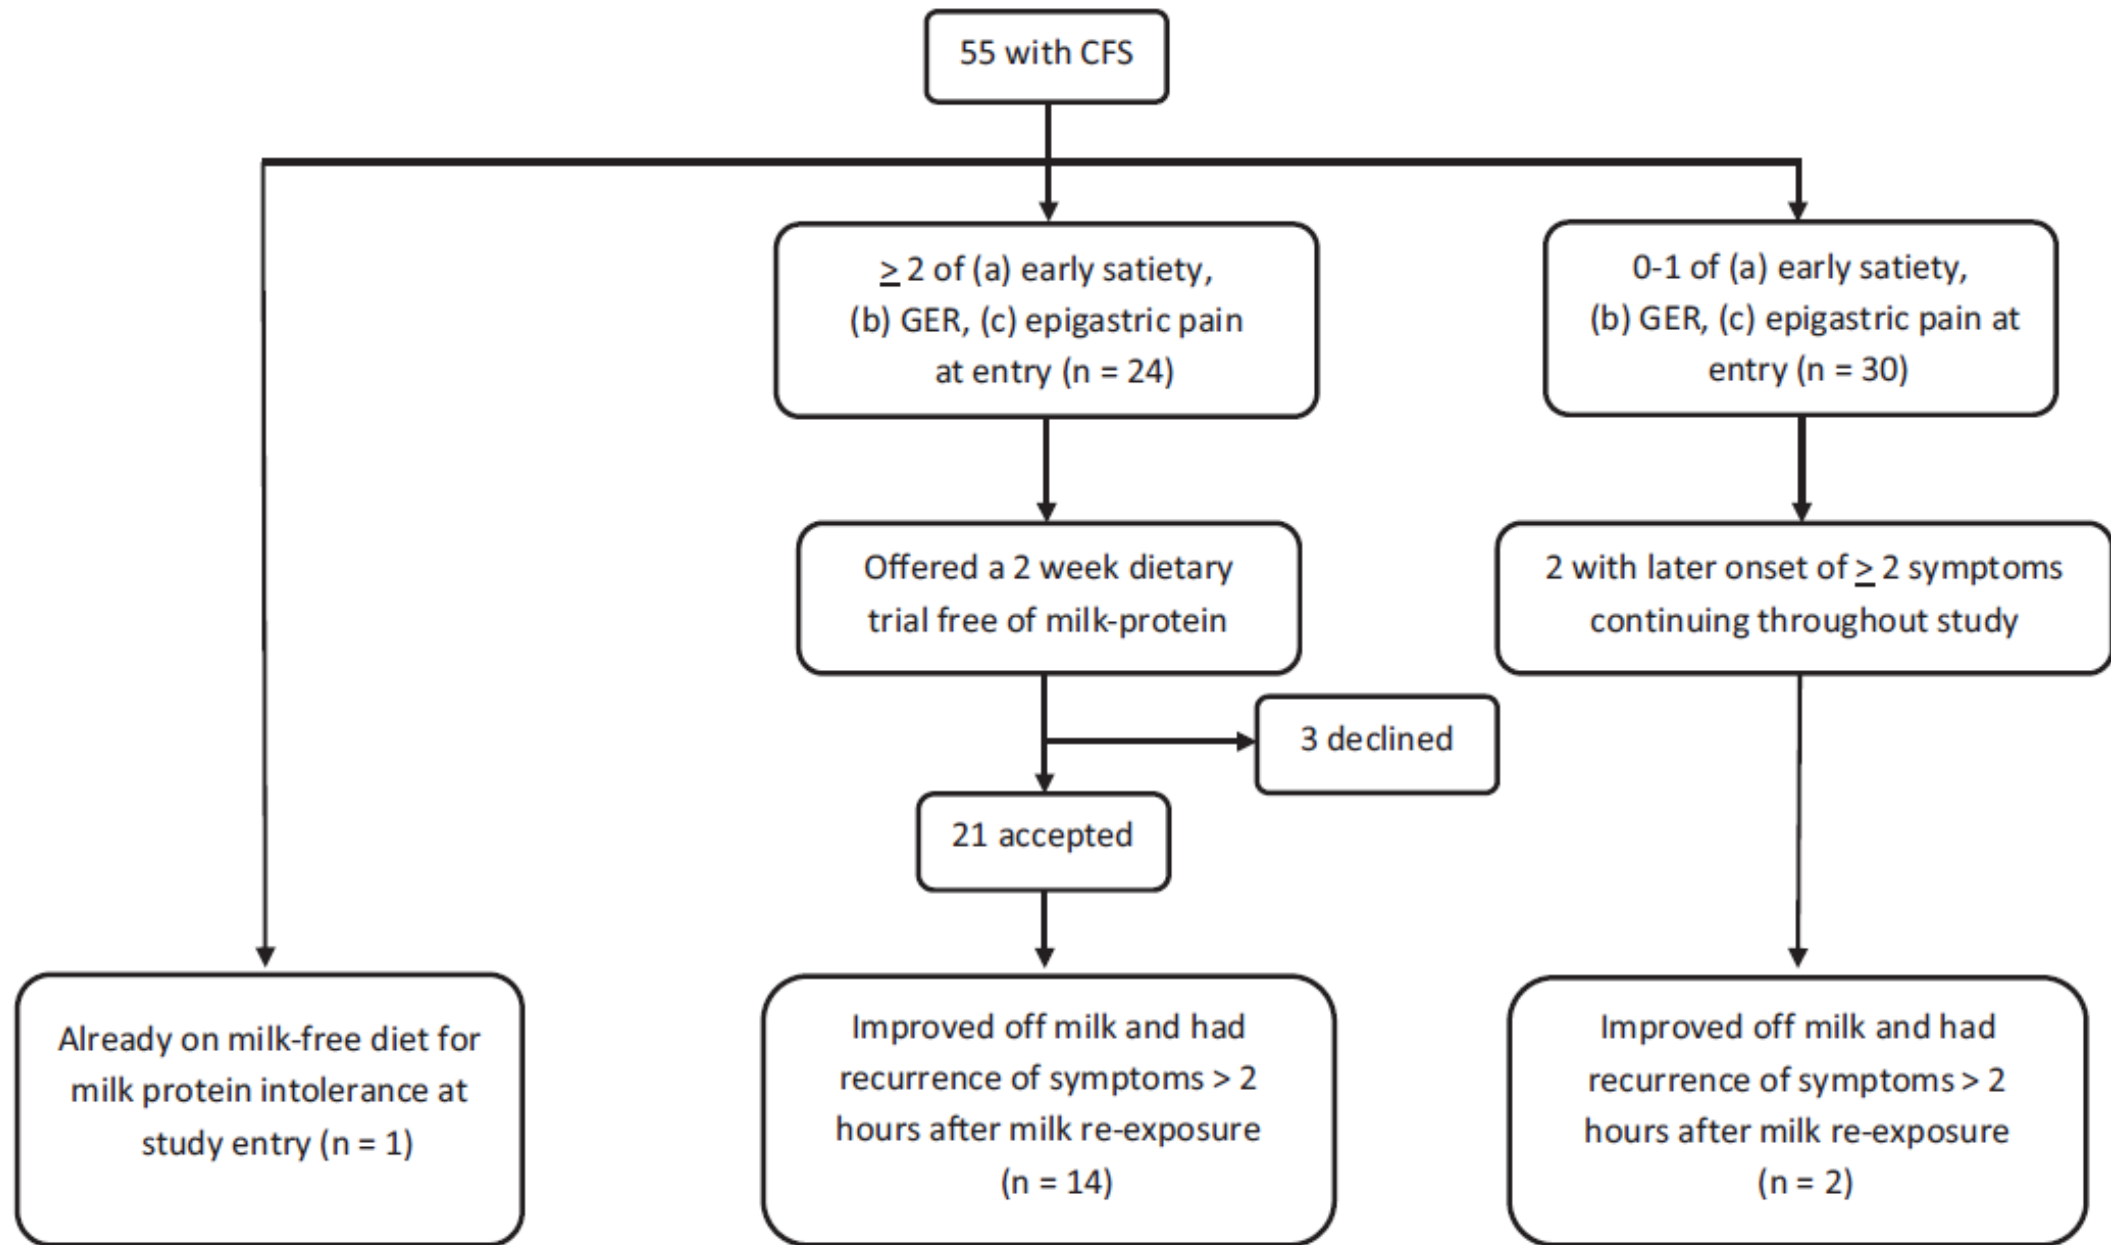 55 with CFS
≥ 2 of (a) early satiety,
(b) GER, (c) epigastric pain
at entry (n = 24)
0-1 of (a) early satiety,
(b) GER, (c) epigastric pain at
entry (n = 30)
Offered a 2 week dietary
trial free of milk-protein
2 with later onset of ≥ 2 symptoms
continuing throughout study
3 declined
21 accepted
Already on milk-free diet for
milk protein intolerance at
study entry (n = 1)
Improved off milk and had
recurrence of symptoms > 2
hours after milk re-exposure
(n = 14)
Improved off milk and had
recurrence of symptoms > 2
hours after milk re-exposure
(n = 2)